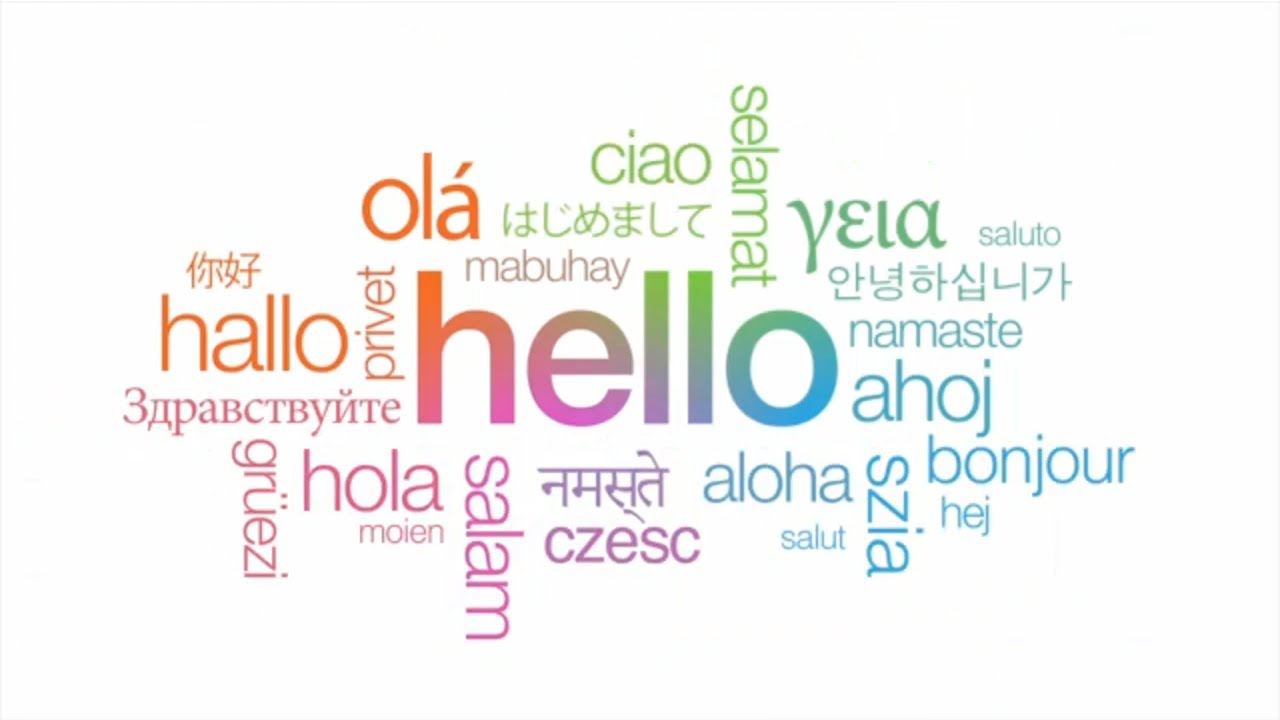 selamat
ciao
olá
はじめまして
γεια
saluto
mabuhay
你好
privet
안녕하십니가
hallo
hello
namaste
Здравствуйте
ahoj
grüezi
hola
salam
नमस्ते
aloha
szia
bonjour
moien
czesc
salut
hej